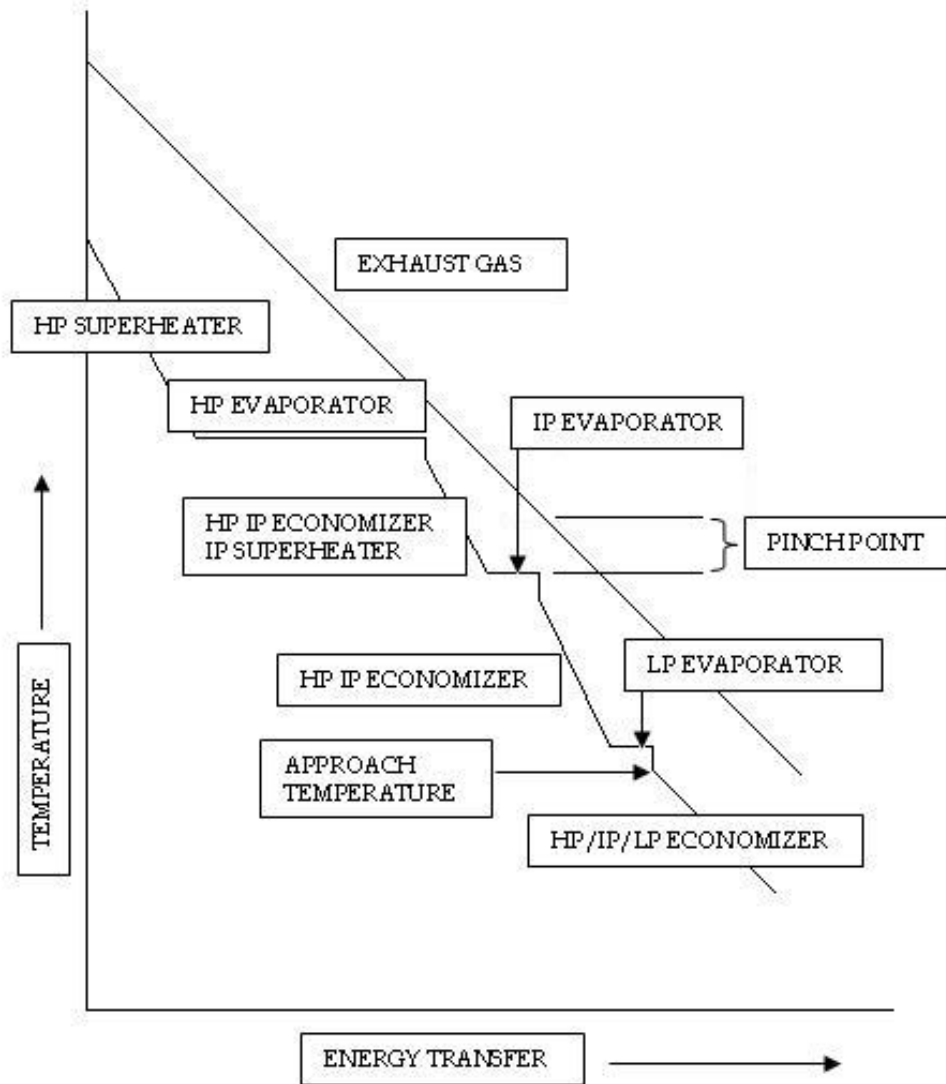 EXHAUST GAS
HP SUPERHEATER
HP EVAPORATOR
IP EVAPORATOR
HP IP ECONOMIZER
IP SUPERHEATER
PINCH POINT
HP IP ECONOMIZER
LP EVAPORATOR
TEMPERATURE
APPROACH
TEMPERATURE
HP/IP/LP ECONOMIZER
ENERGY TRANSFER